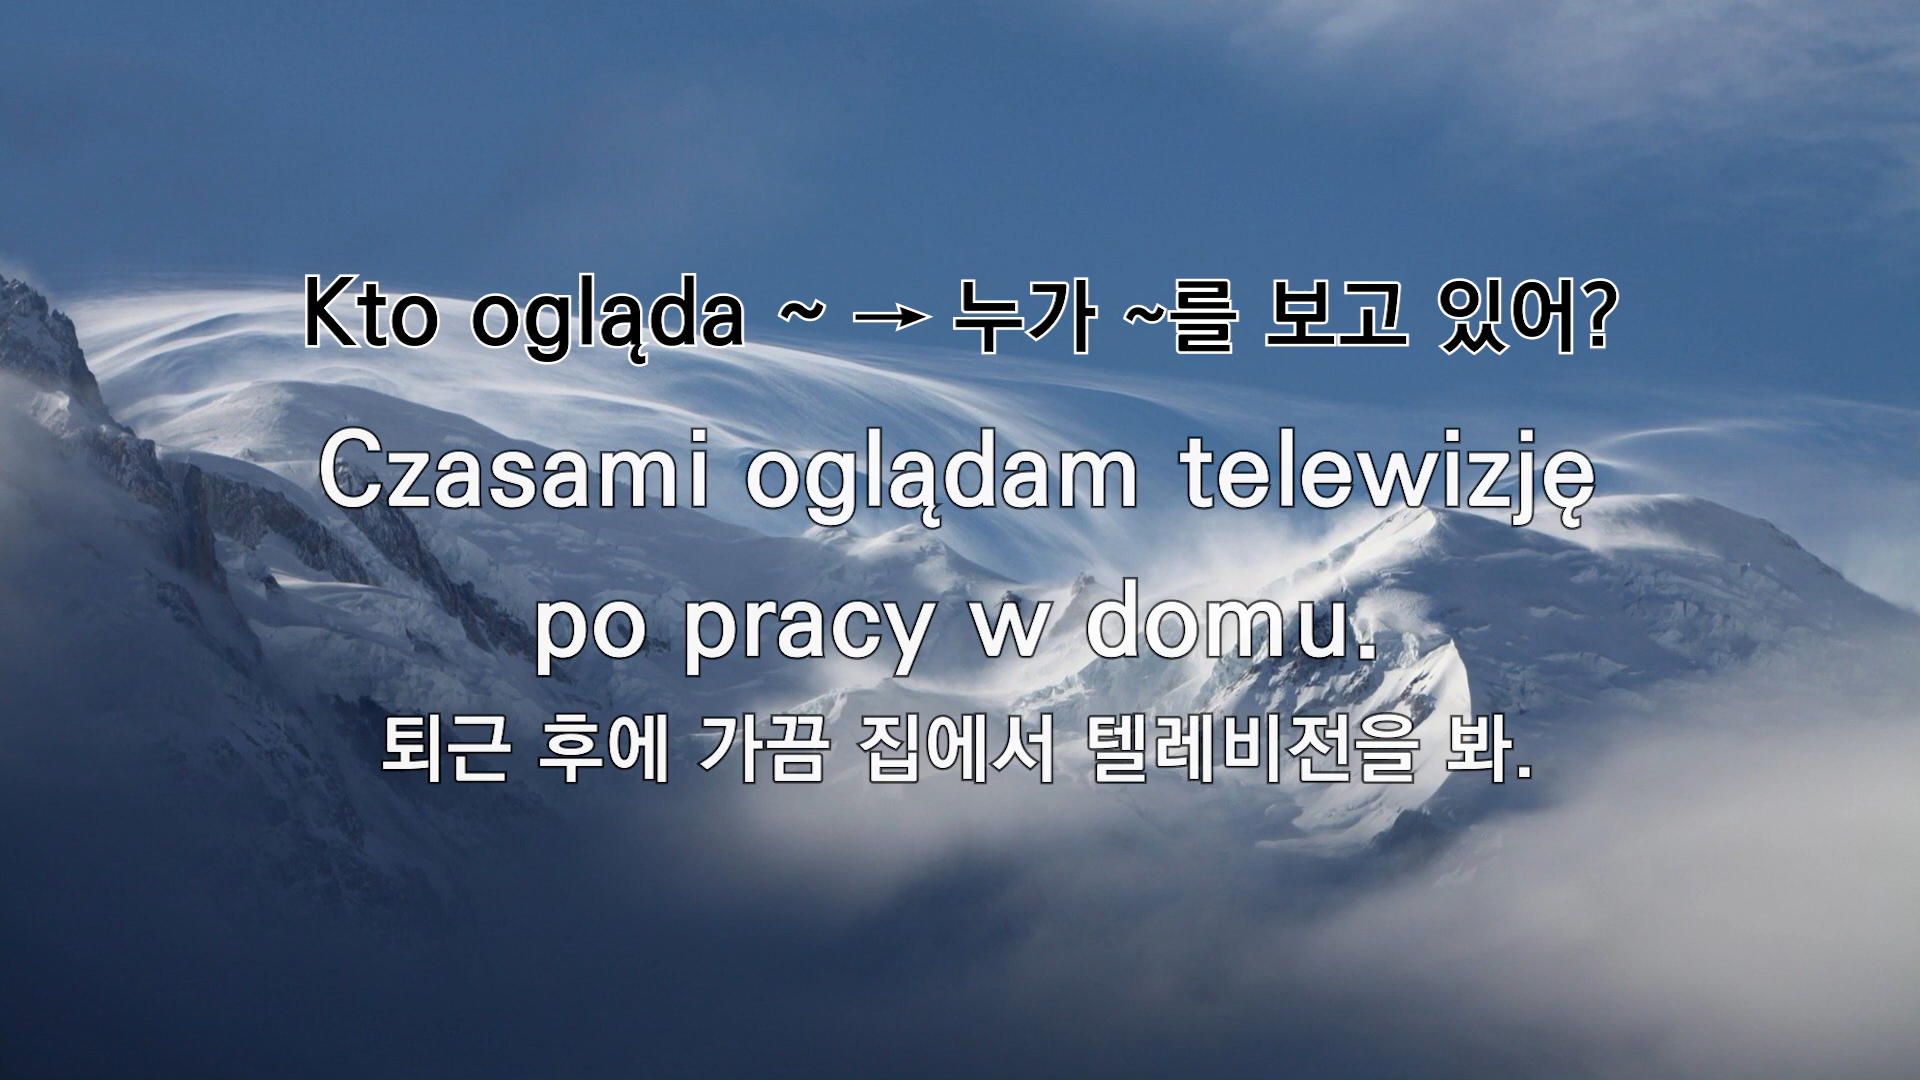 Kto ogląda ~ → 누가 ~를 보고 있어?
Czasami oglądam telewizję
po pracy w domu.
퇴근 후에 가끔 집에서 텔레비전을 봐.